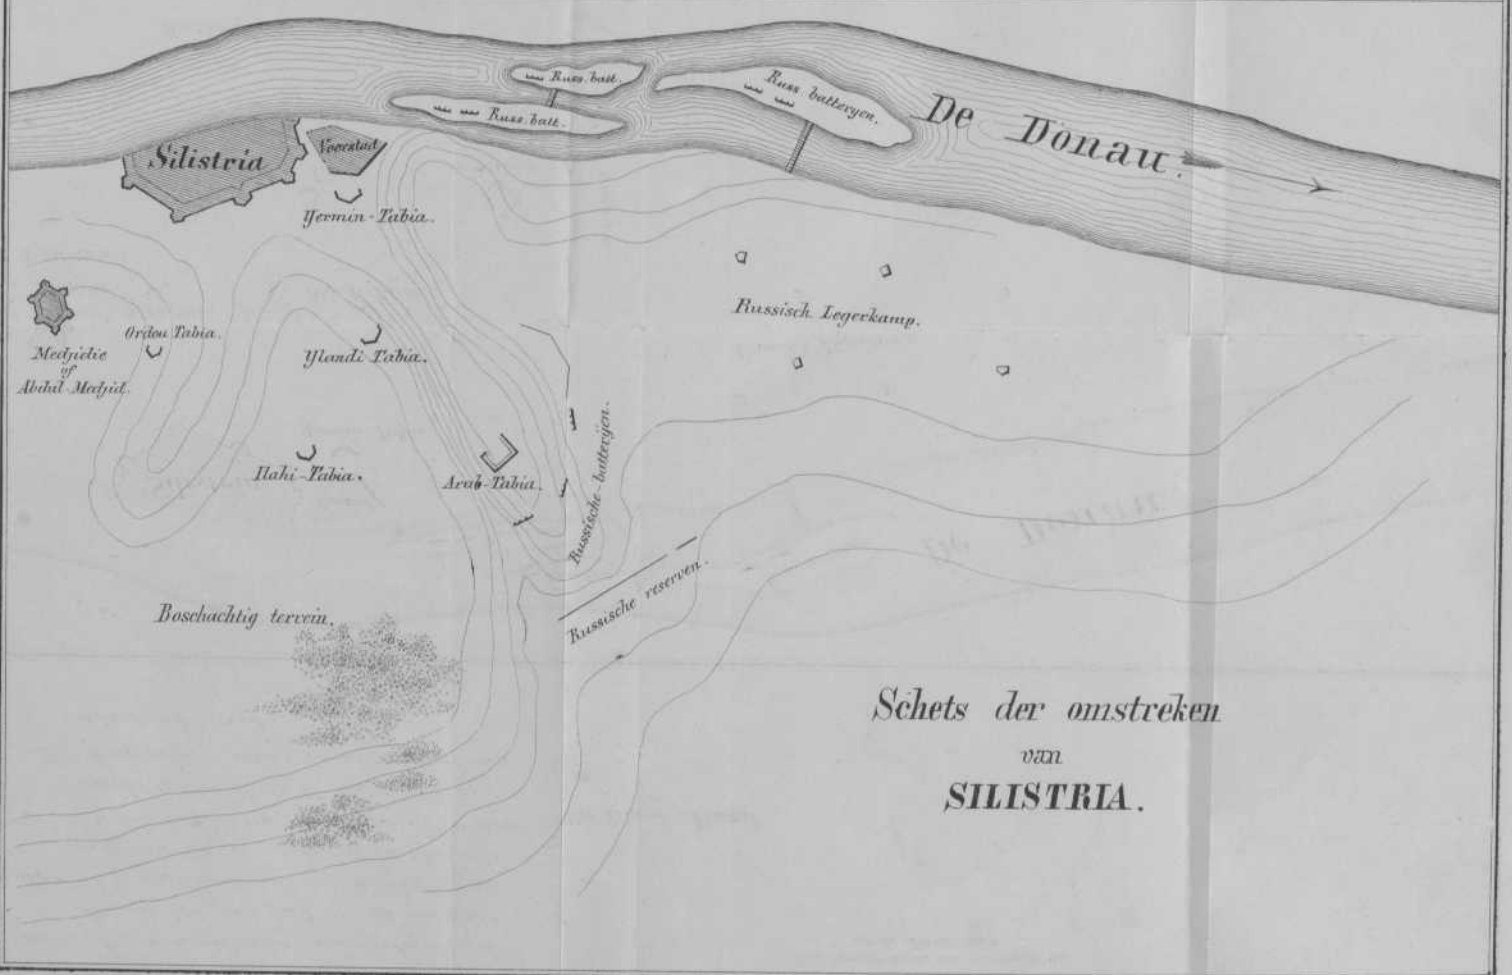 Russ. batt.
Russ. batt.
Russ batteryen.
De Donau.
Silistria
Voorstad
Yermin-Tabia.
Russisch Legerkamp.
Medjidie
of
Abdul-Medjid.
Ordou Tabia.
Ylandi Tabia.
Ilahi-Tabia.
Arab-Tabia.
Russische-batterijen.
Russische reserven.
Boschachtig terrein.
Schets der omstreken
van
SILISTRIA.